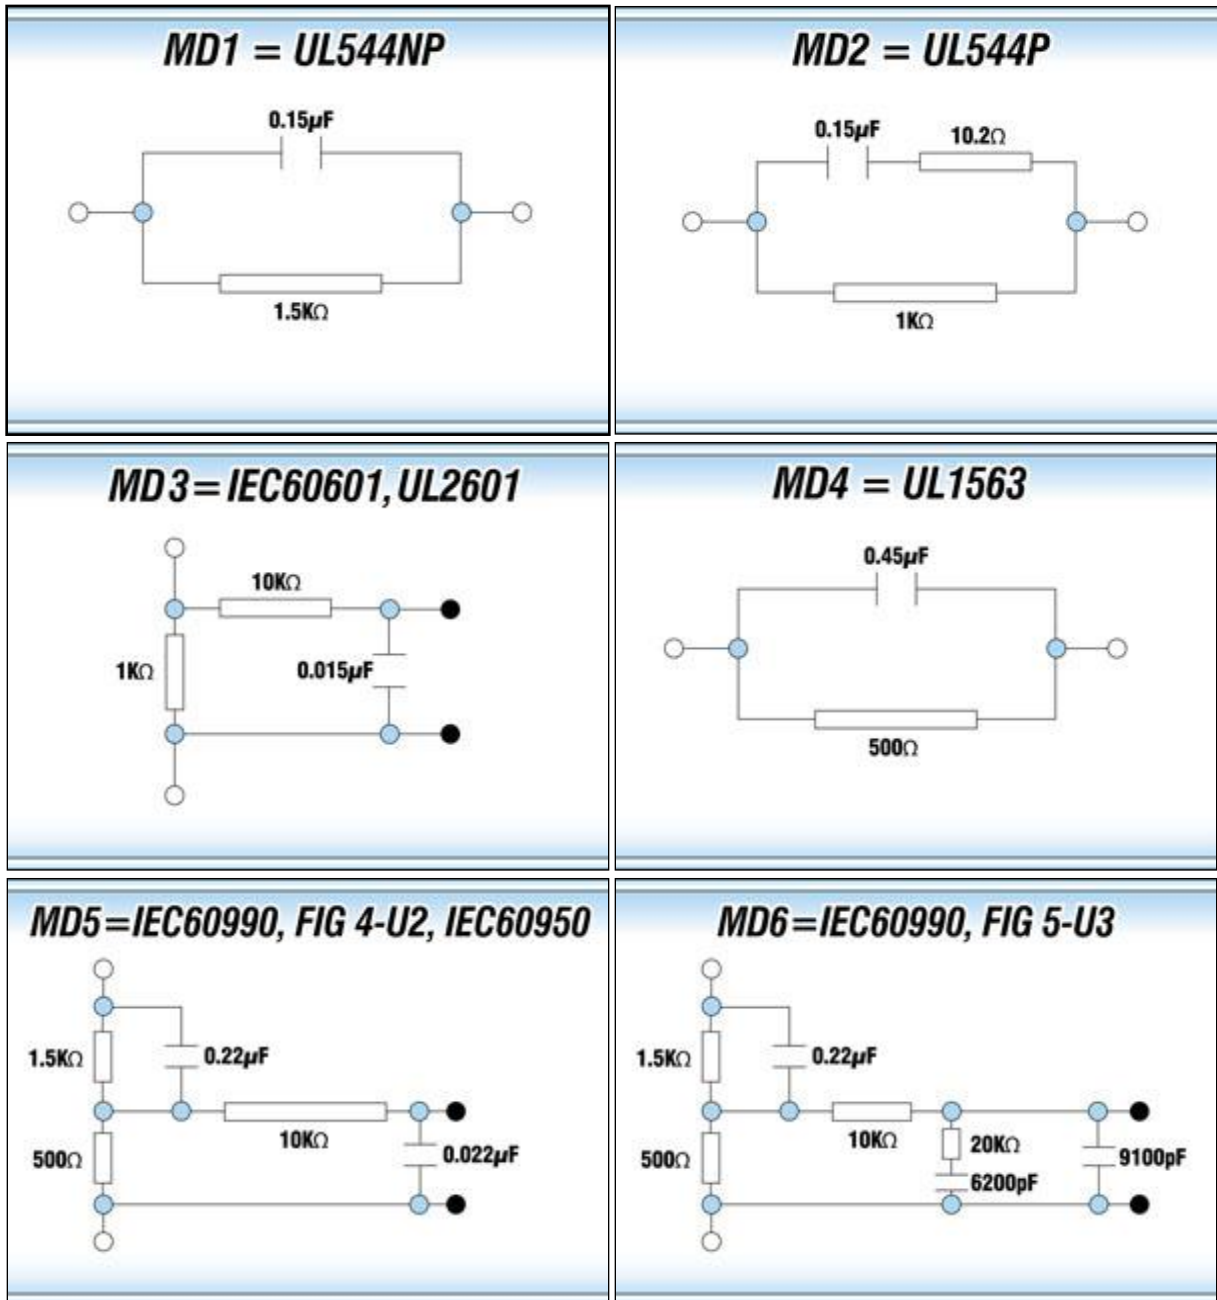 MD1 = UL544NP
0.15µF
1.5KΩ
MD2 = UL544P
0.15µF
10.2Ω
1KΩ
MD3=IEC60601, UL2601
10KΩ
1KΩ
0.015µF
MD4 = UL1563
0.45µF
500Ω
MD5=IEC60990, FIG 4-U2, IEC60950
1.5KΩ
0.22µF
10KΩ
500Ω
0.022µF
MD6=IEC60990, FIG 5-U3
1.5KΩ
0.22µF
10KΩ
20KΩ
500Ω
9100pF
6200pF